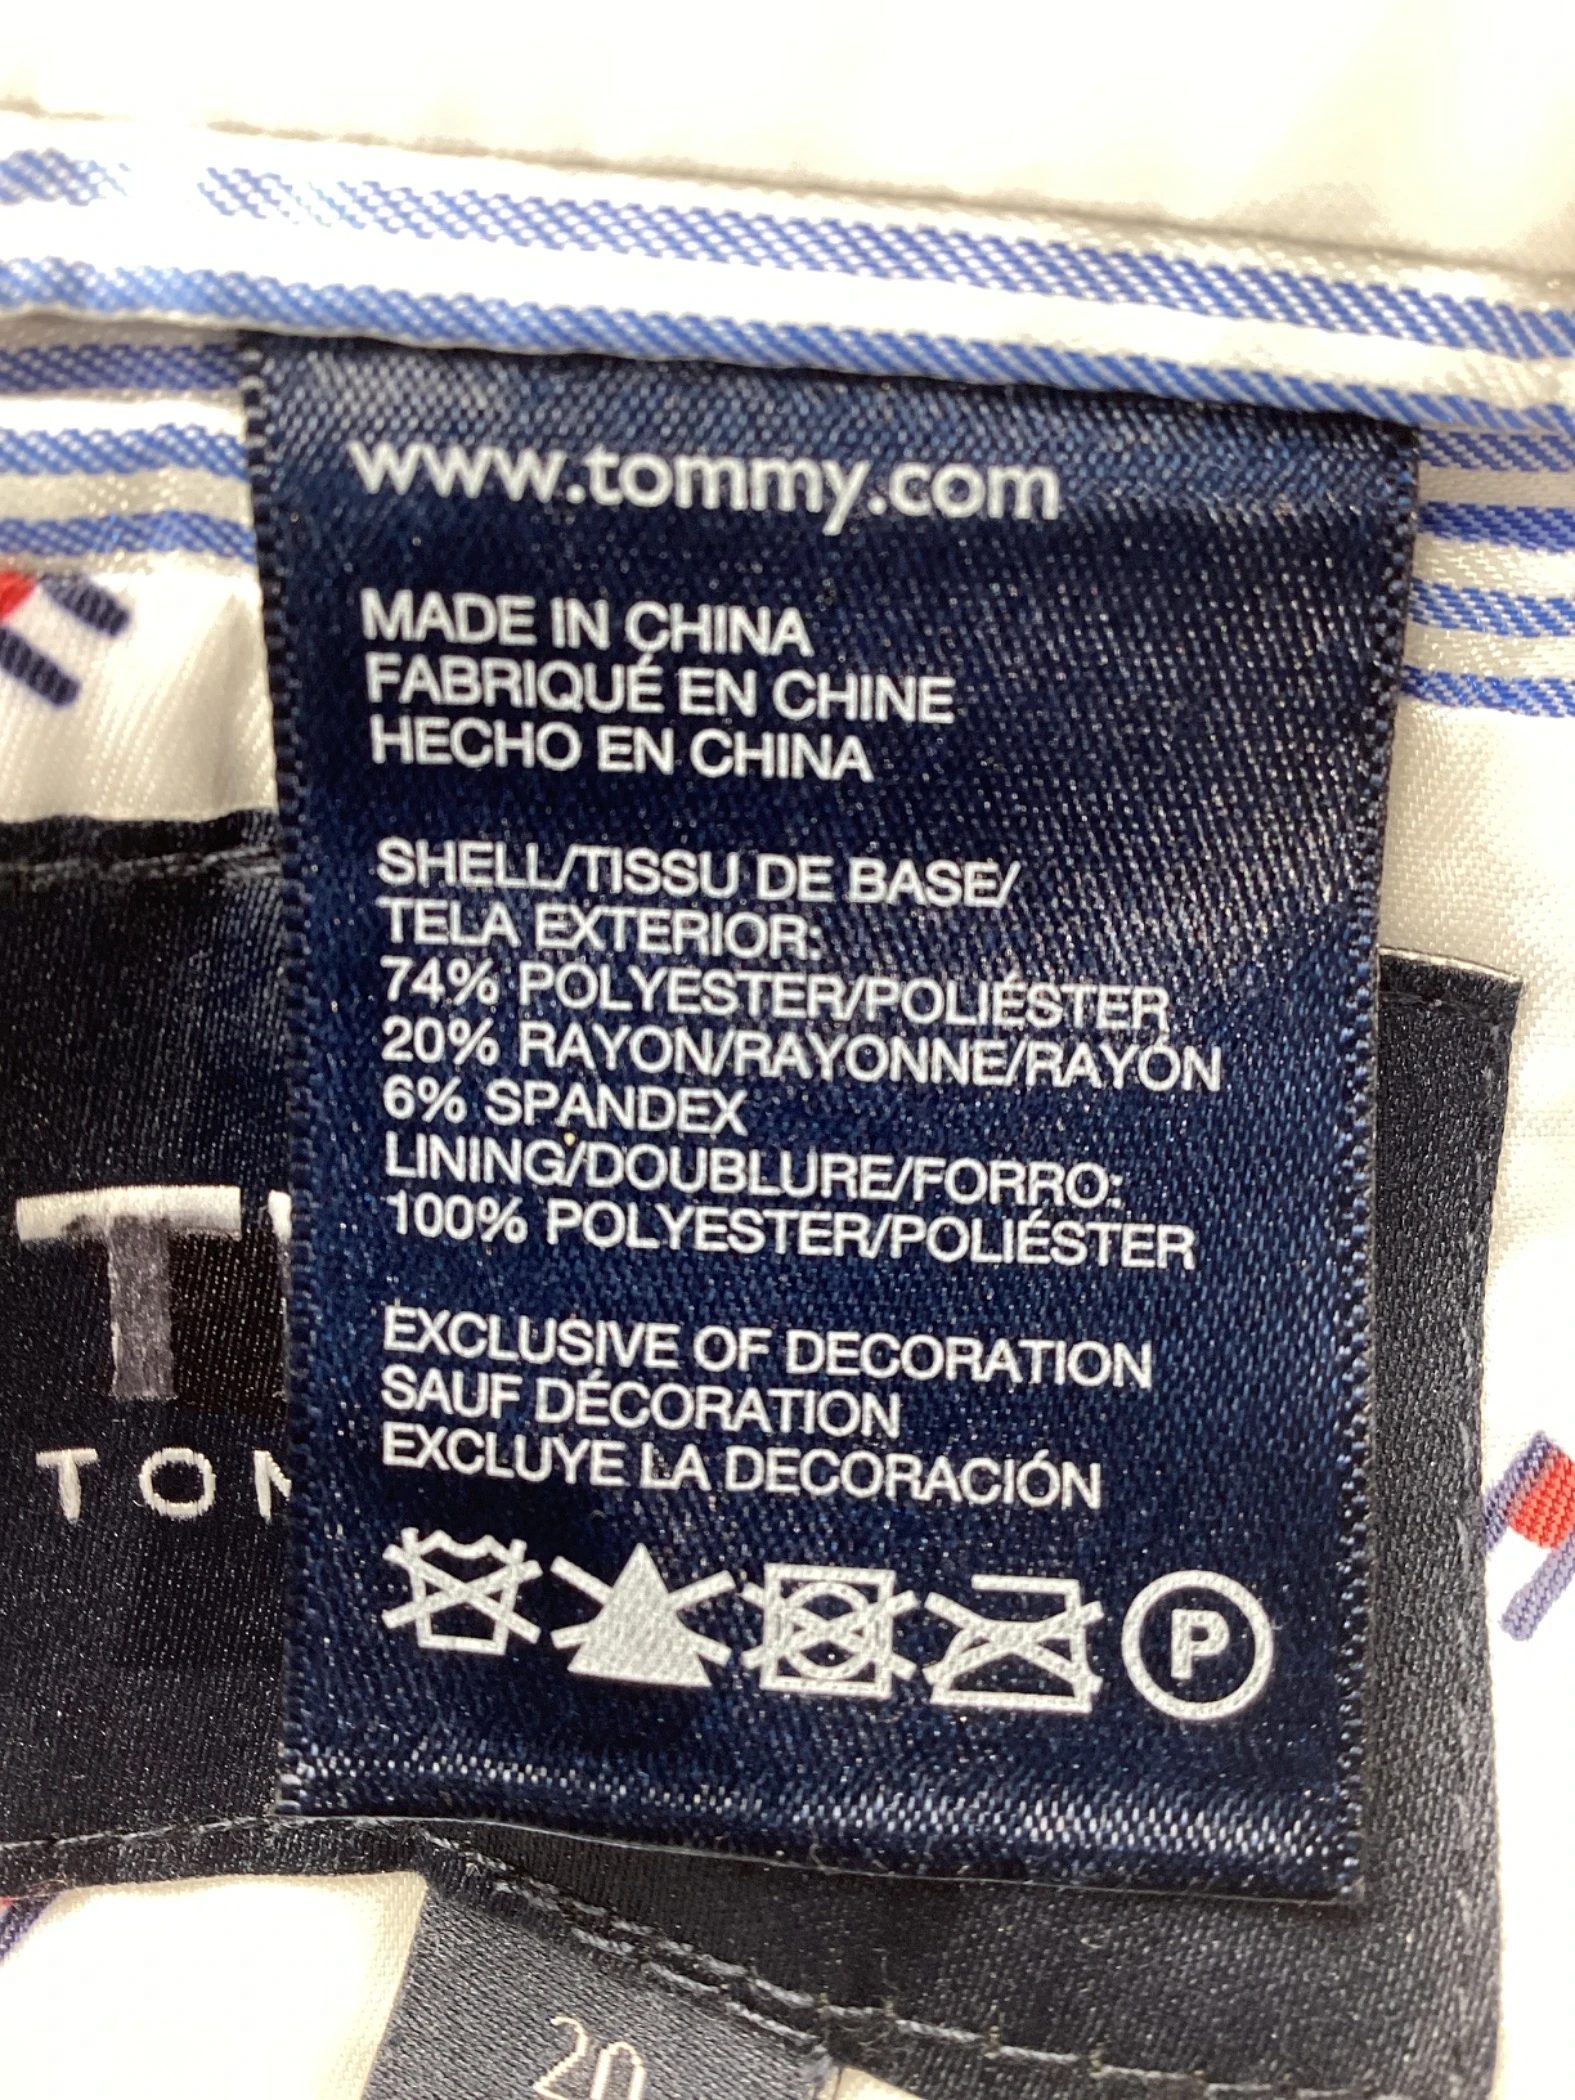 www.tommy.com
MADE IN CHINA
FABRIQUÉ EN CHINE
HECHO EN CHINA
SHELL/TISSU DE BASE/
TELA EXTERIOR:
74% POLYESTER/POLIÉSTER
20% RAYON/RAYONNE/RAYÓN
6% SPANDEX
LINING/DOUBLURE/FORRO:
100% POLYESTER/POLIÉSTER
EXCLUSIVE OF DECORATION
SAUF DÉCORATION
EXCLUYE LA DECORACIÓN
P
T
TOM
20